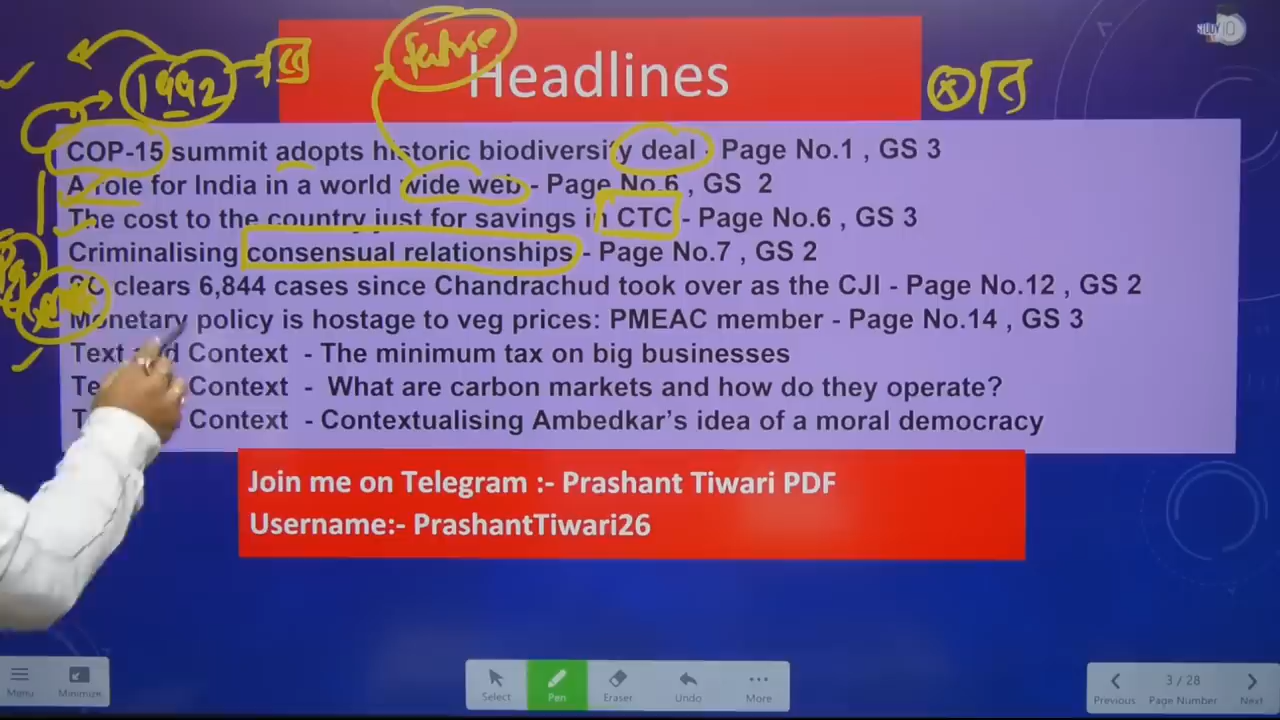 STUDY IQ
1992
future
Headlines
COP-15 summit adopts historic biodiversity deal - Page No.1 , GS 3
A role for India in a world wide web - Page No.6 , GS 2
The cost to the country just for savings in CTC - Page No.6 , GS 3
Criminalising consensual relationships - Page No.7 , GS 2
SC clears 6,844 cases since Chandrachud took over as the CJI - Page No.12 , GS 2
Monetary policy is hostage to veg prices: PMEAC member - Page No.14 , GS 3
Text Context - The minimum tax on big businesses
Context - What are carbon markets and how do they operate?
Context - Contextualising Ambedkar’s idea of a moral democracy
Join me on Telegram :- Prashant Tiwari PDF
Username:- PrashantTiwari26
Menu Minimize Select Pen Eraser Undo More Previous 3 / 28 Page Number Next